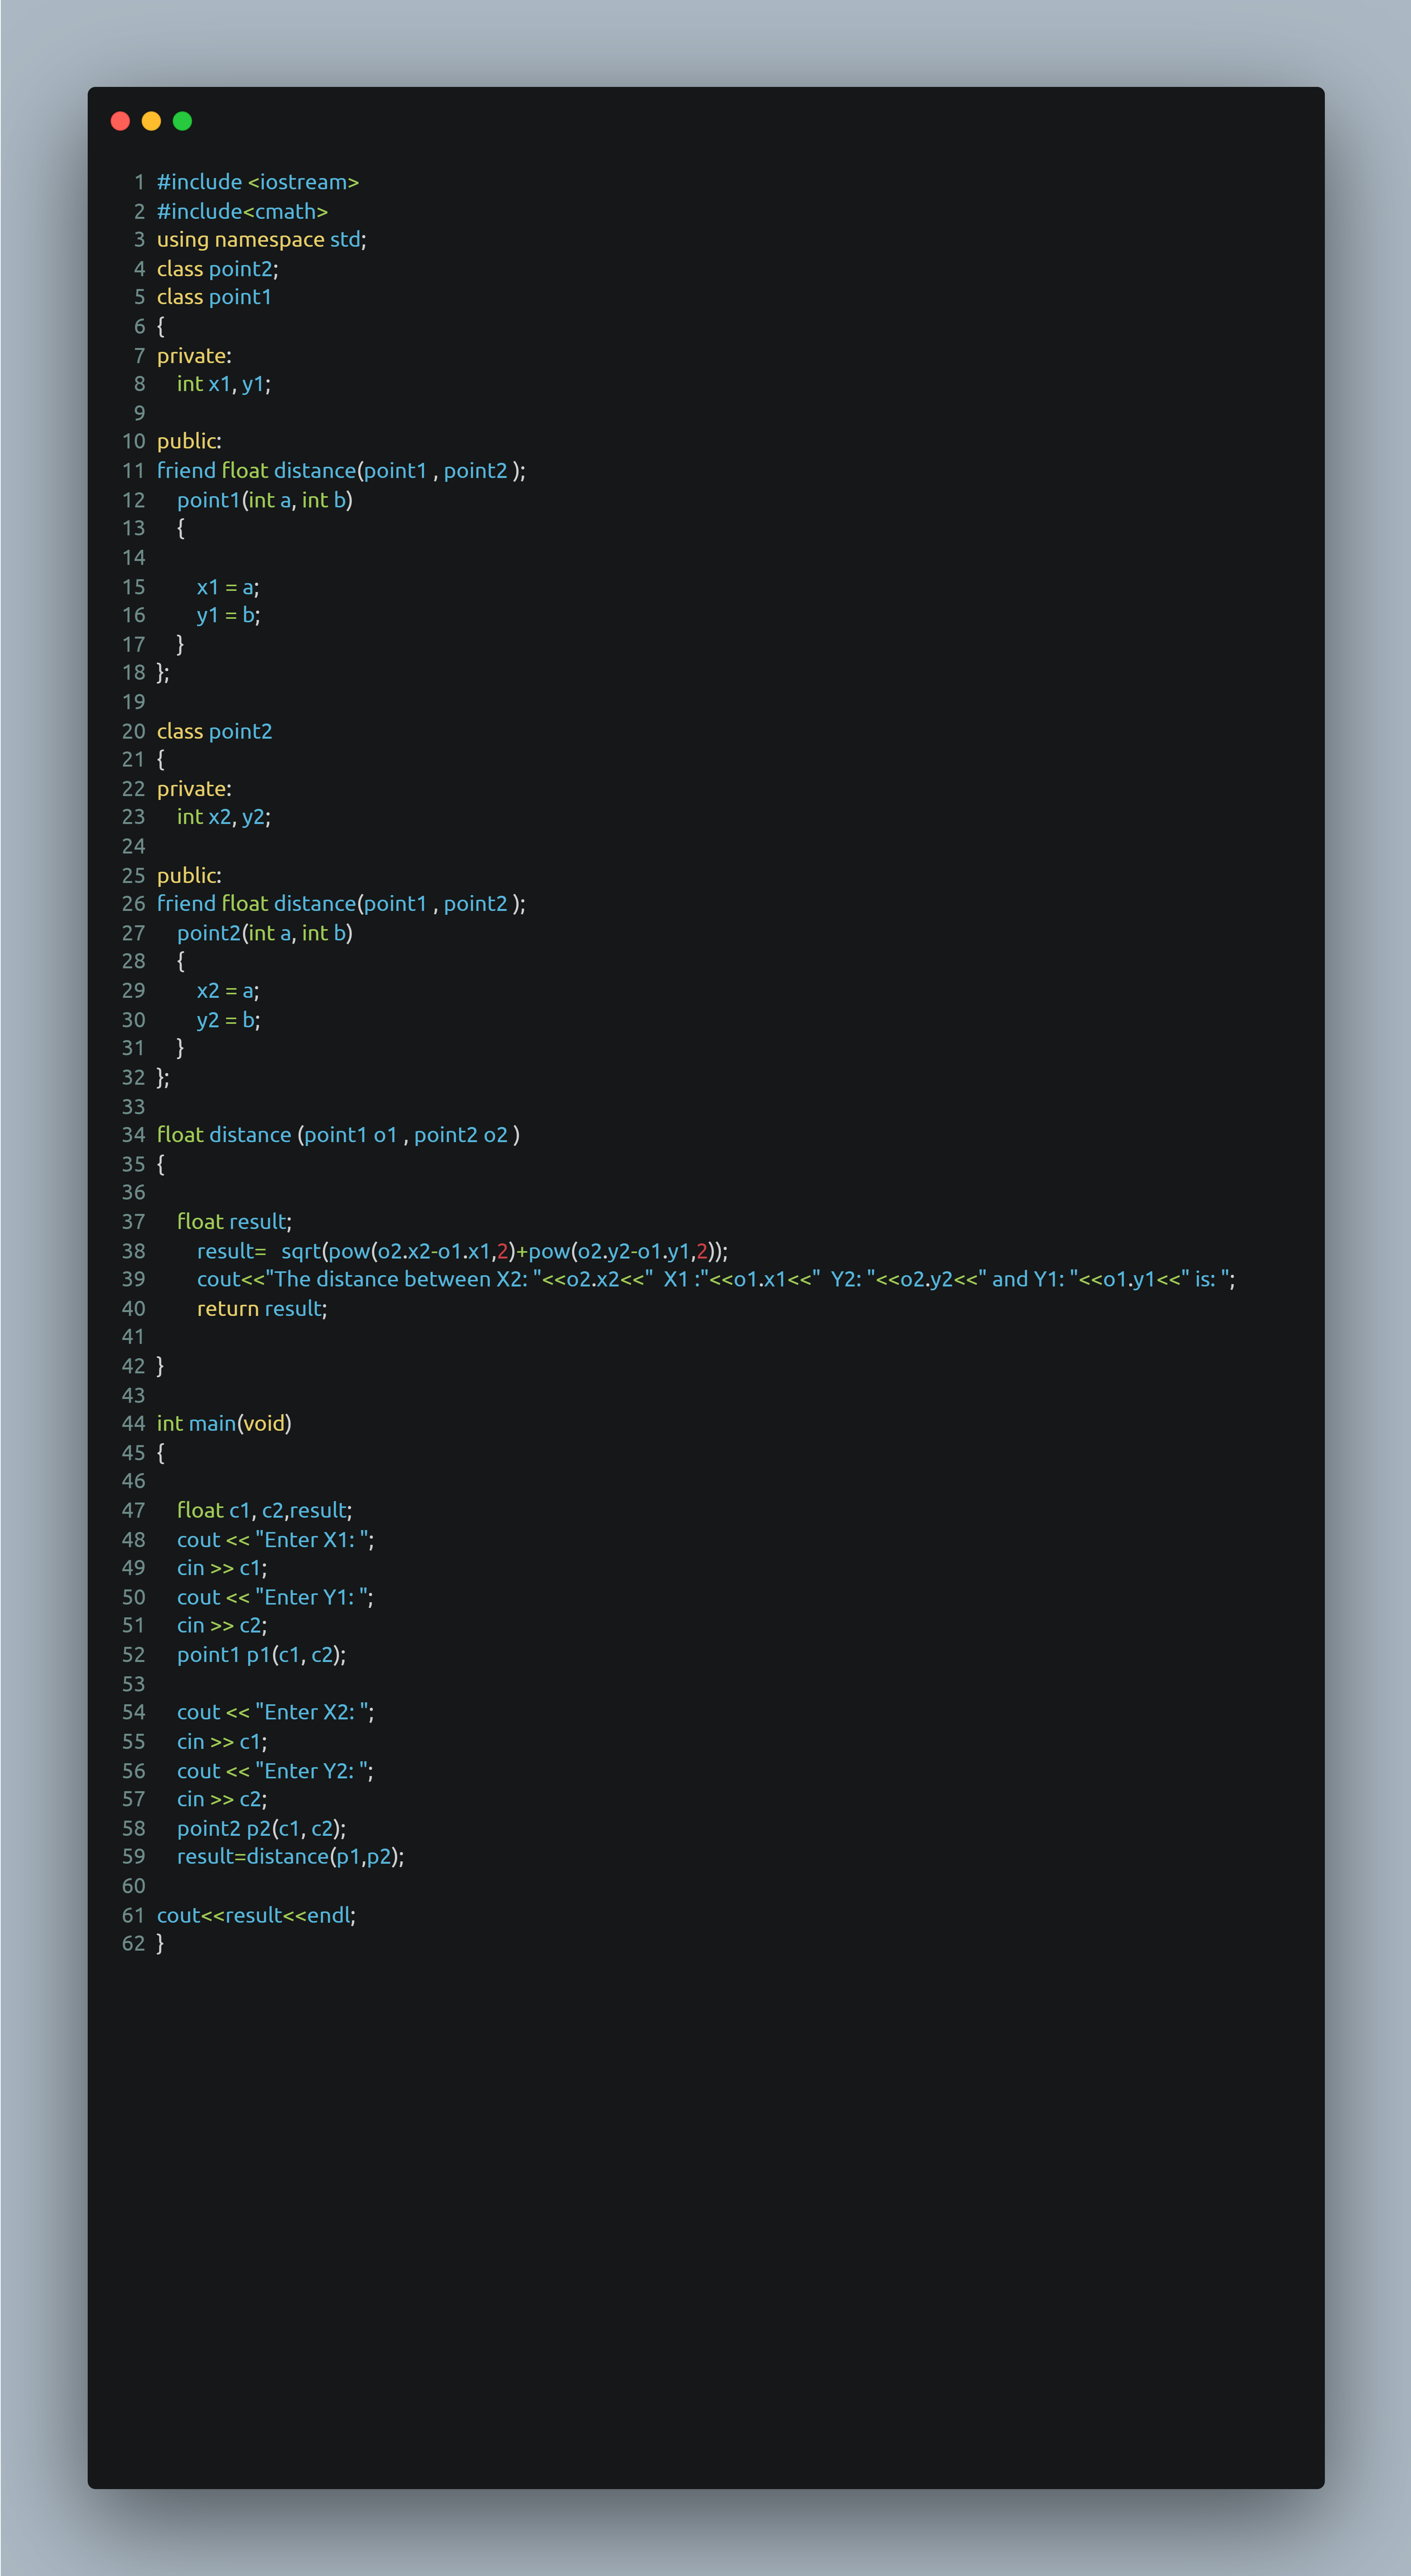 1 #include <iostream>
2 #include<cmath>
3 using namespace std;
4 class point2;
5 class point1
6 {
7 private:
8     int x1, y1;
9
10 public:
11 friend float distance(point1 , point2 );
12     point1(int a, int b)
13     {
14
15         x1 = a;
16         y1 = b;
17     }
18 };
19
20 class point2
21 {
22 private:
23     int x2, y2;
24
25 public:
26 friend float distance(point1 , point2 );
27     point2(int a, int b)
28     {
29         x2 = a;
30         y2 = b;
31     }
32 };
33
34 float distance (point1 o1 , point2 o2 )
35 {
36
37     float result;
38         result=   sqrt(pow(o2.x2-o1.x1,2)+pow(o2.y2-o1.y1,2));
39         cout<<"The distance between X2: "<<o2.x2<<"  X1 :"<<o1.x1<<"  Y2: "<<o2.y2<<" and Y1: "<<o1.y1<<" is: ";
40         return result;
41
42 }
43
44 int main(void)
45 {
46
47     float c1, c2,result;
48     cout << "Enter X1: ";
49     cin >> c1;
50     cout << "Enter Y1: ";
51     cin >> c2;
52     point1 p1(c1, c2);
53
54     cout << "Enter X2: ";
55     cin >> c1;
56     cout << "Enter Y2: ";
57     cin >> c2;
58     point2 p2(c1, c2);
59     result=distance(p1,p2);
60
61 cout<<result<<endl;
62 }